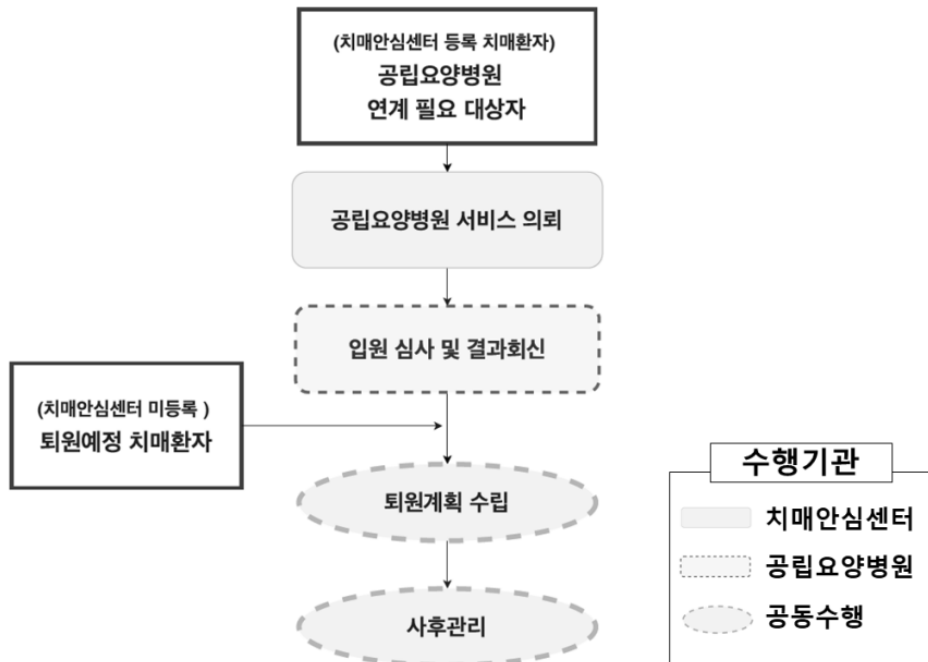 (치매안심센터 등록 치매환자)
공립요양병원
연계 필요 대상자
공립요양병원 서비스 의뢰
입원 심사 및 결과회신
(치매안심센터 미등록 )
퇴원예정 치매환자
퇴원계획 수립
사후관리
수행기관
치매안심센터
공립요양병원
공동수행